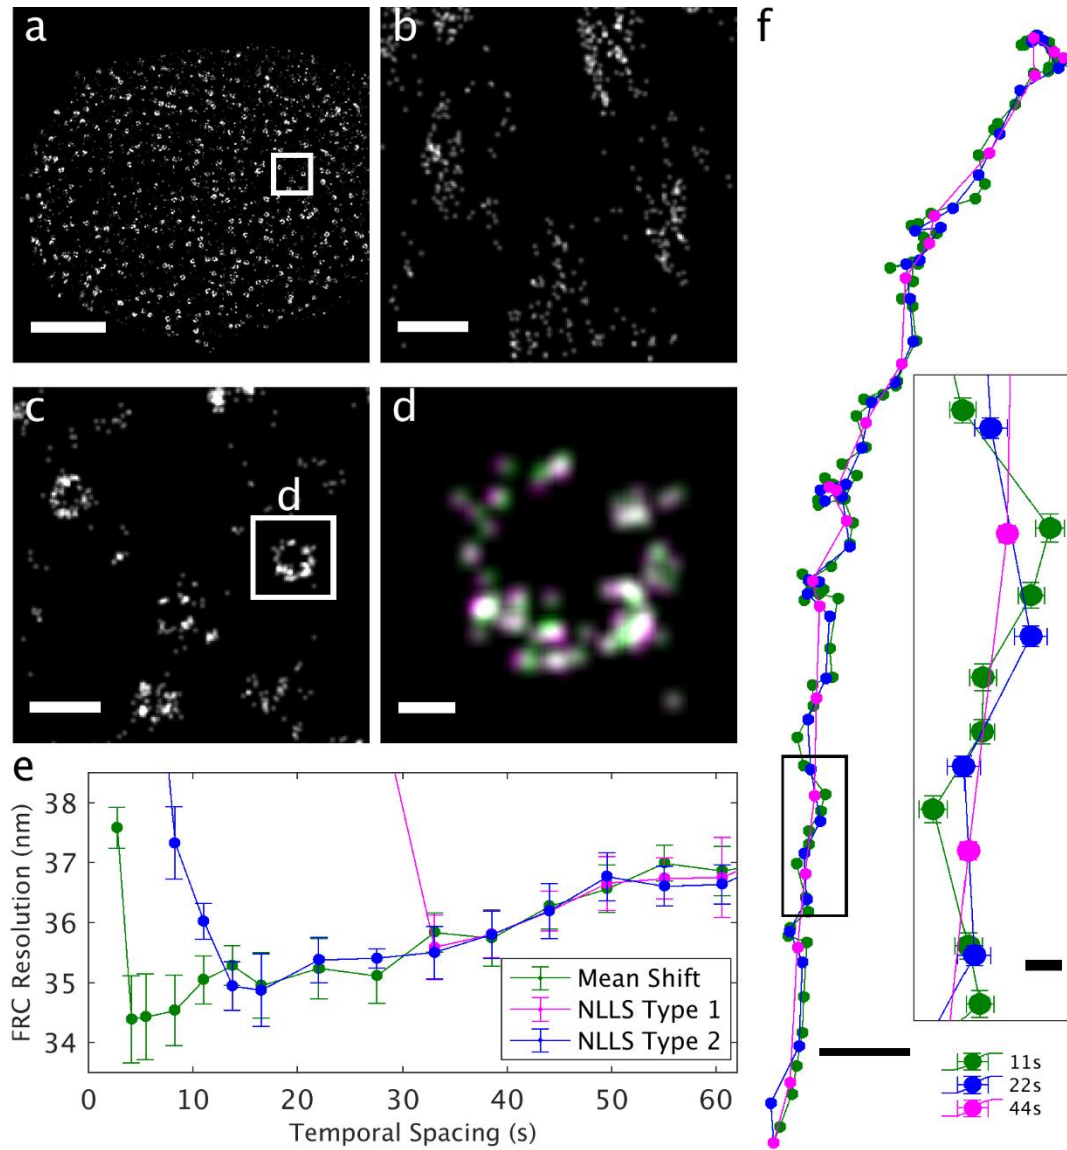 a
b
f
c
d
d
e
FRC Resolution (nm)
38
37
36
35
34
Mean Shift
NLLS Type 1
NLLS Type 2
0
10
20
30
40
50
60
Temporal Spacing (s)
11s
22s
44s